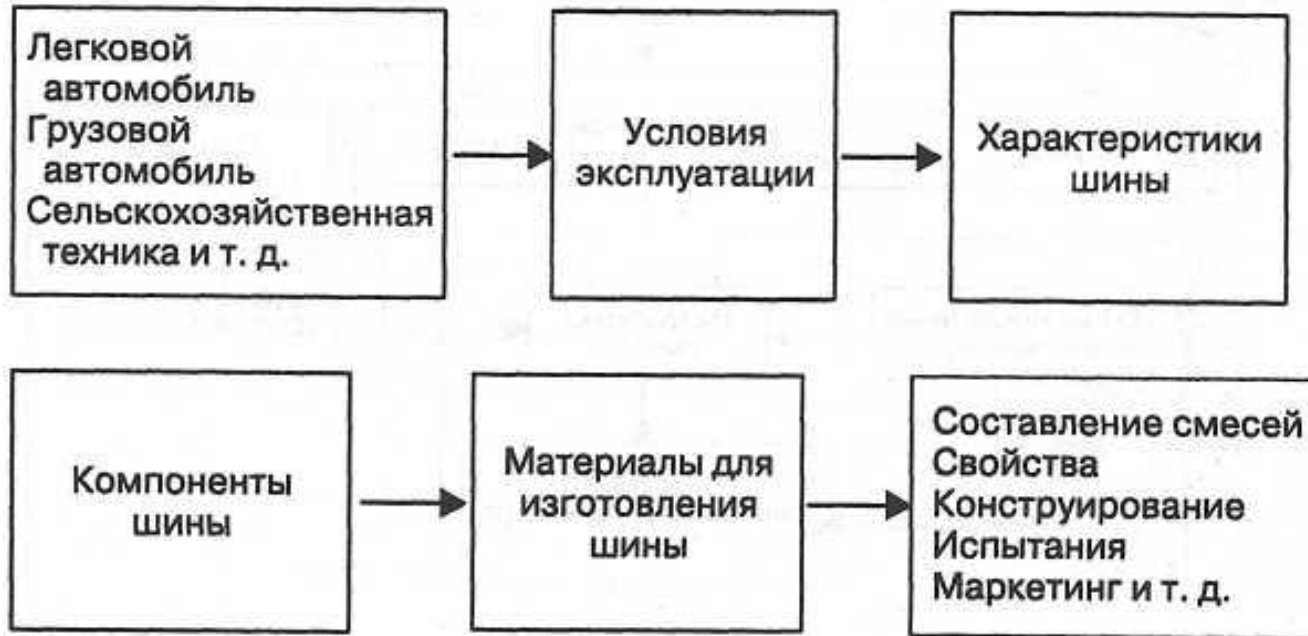 Легковой
автомобиль
Грузовой
автомобиль
Сельскохозяйственная
техника и т. д.
Условия
эксплуатации
Характеристики
шины
Компоненты
шины
Материалы для
изготовления
шины
Составление смесей
Свойства
Конструирование
Испытания
Маркетинг и т. д.